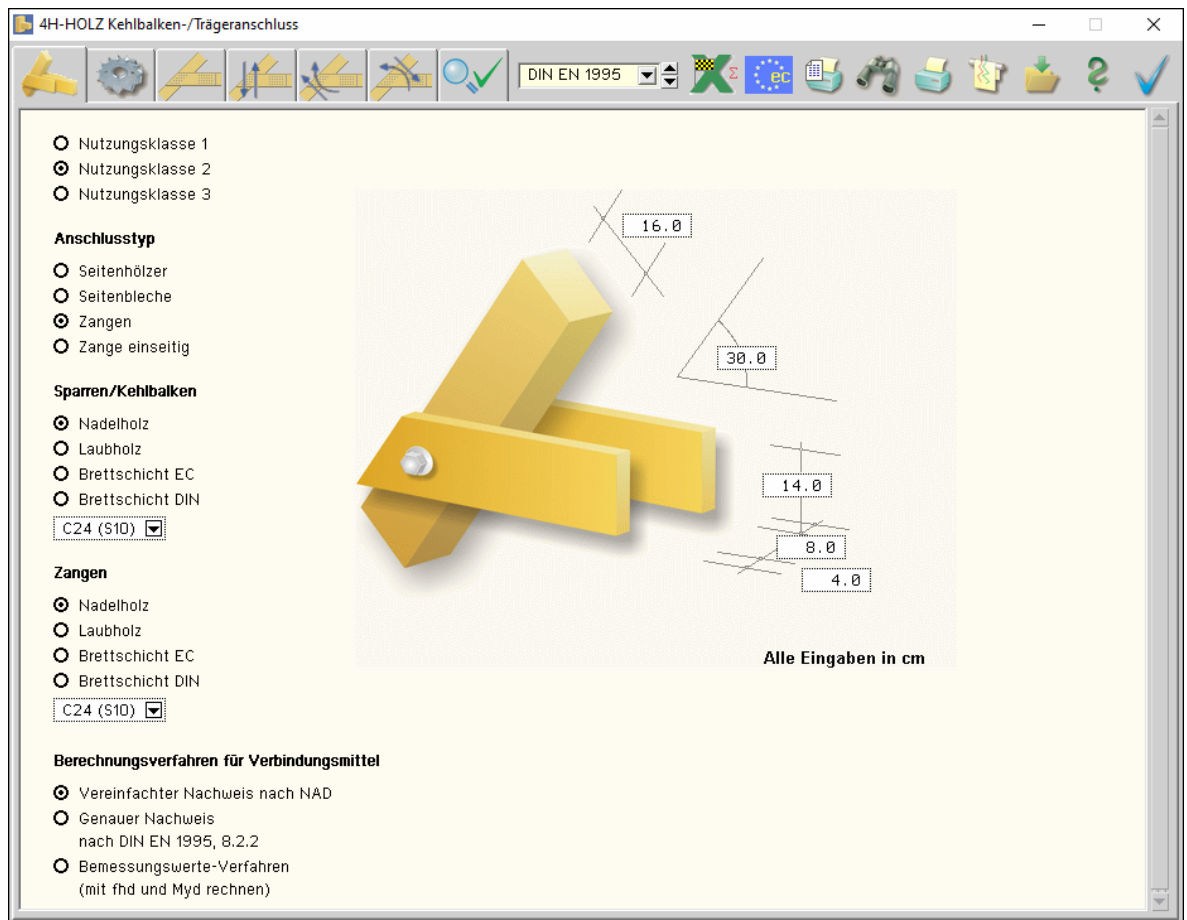 4H-HOLZ Kehlbalken-/Trägeranschluss
DIN EN 1995
Σ
ec
Nutzungsklasse 1
Nutzungsklasse 2
Nutzungsklasse 3
Anschlusstyp
Seitenhölzer
Seitenbleche
Zangen
Zange einseitig
Sparren/Kehlbalken
Nadelholz
Laubholz
Brettschicht EC
Brettschicht DIN
C24 (S10)
Zangen
Nadelholz
Laubholz
Brettschicht EC
Brettschicht DIN
C24 (S10)
Berechnungsverfahren für Verbindungsmittel
Vereinfachter Nachweis nach NAD
Genauer Nachweis
nach DIN EN 1995, 8.2.2
Bemessungswerte-Verfahren
(mit fhd und Myd rechnen)
16.0
30.0
14.0
8.0
4.0
Alle Eingaben in cm